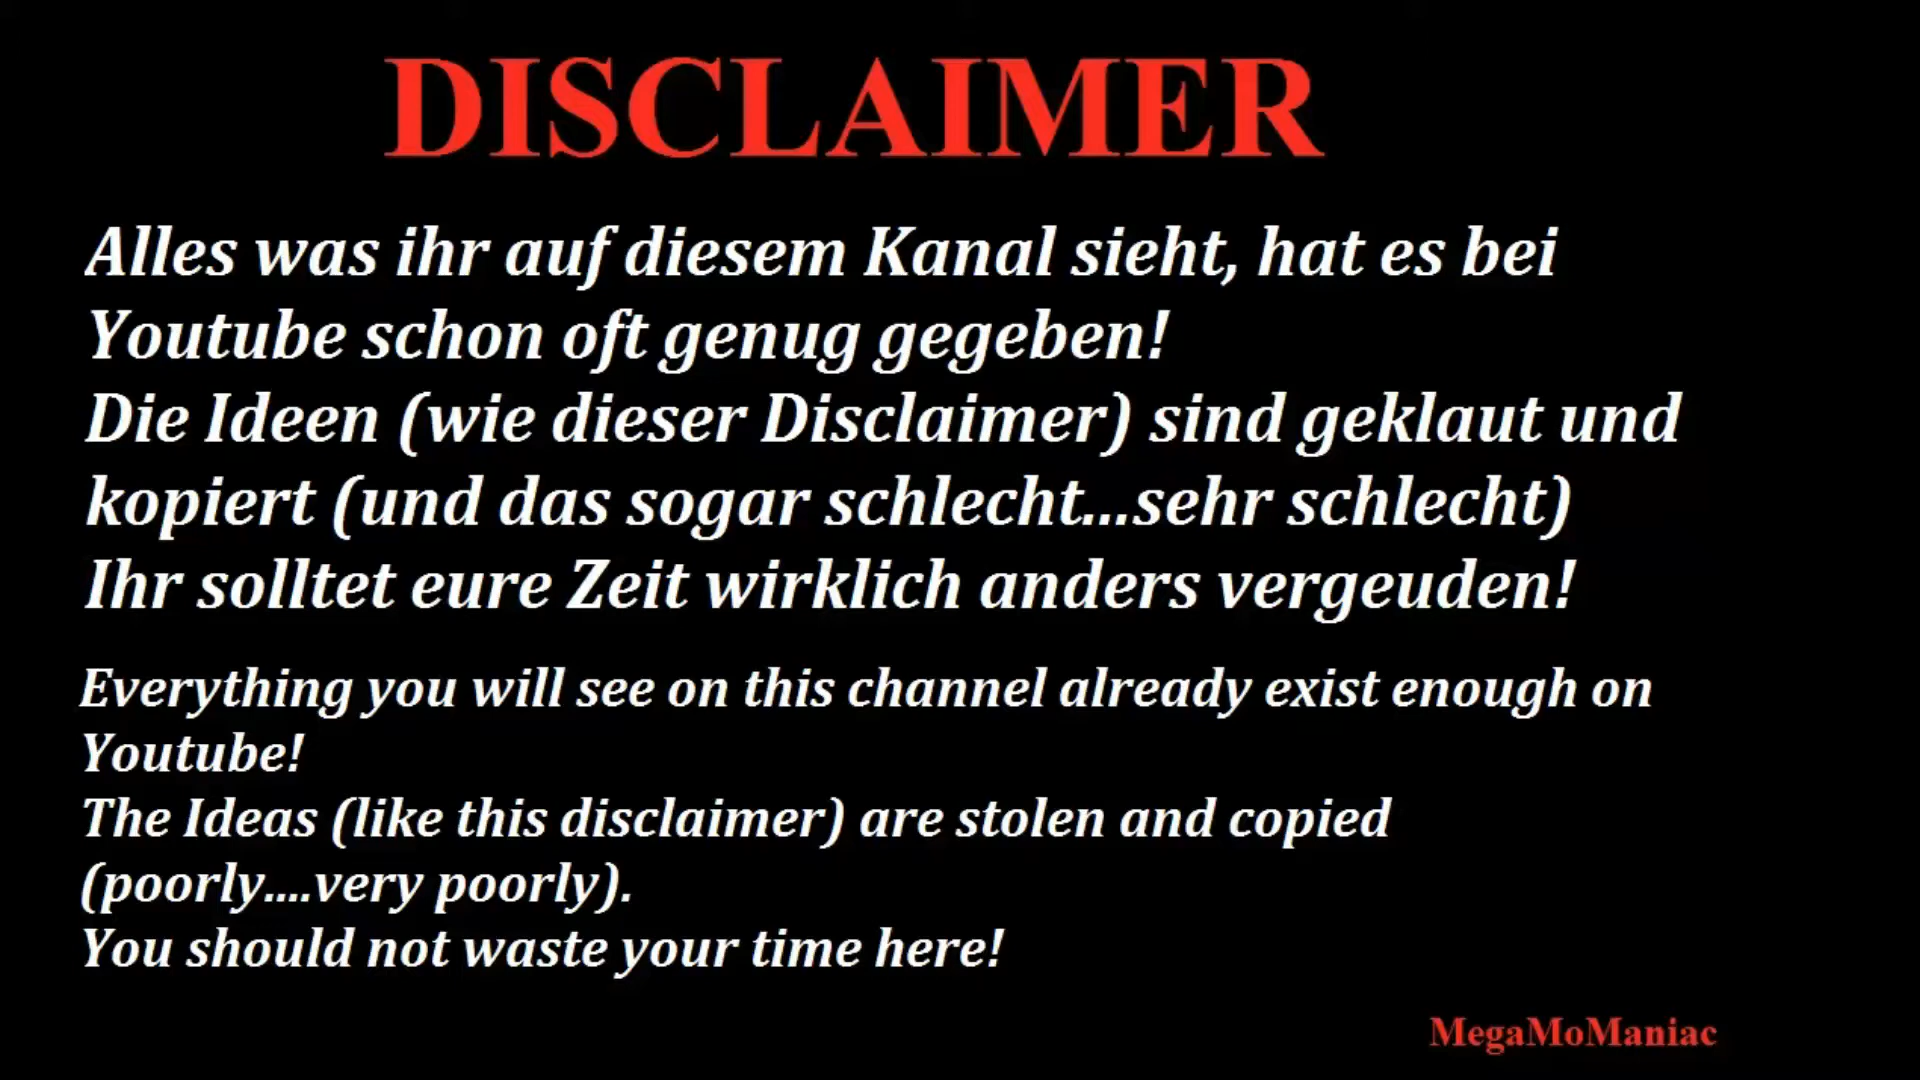 DISCLAIMER
Alles was ihr auf diesem Kanal sieht, hat es bei
Youtube schon oft genug gegeben!
Die Ideen (wie dieser Disclaimer) sind geklaut und
kopiert (und das sogar schlecht...sehr schlecht)
Ihr solltet eure Zeit wirklich anders vergeuden!
Everything you will see on this channel already exist enough on
Youtube!
The Ideas (like this disclaimer) are stolen and copied
(poorly....very poorly).
You should not waste your time here!
MegaMoManiac